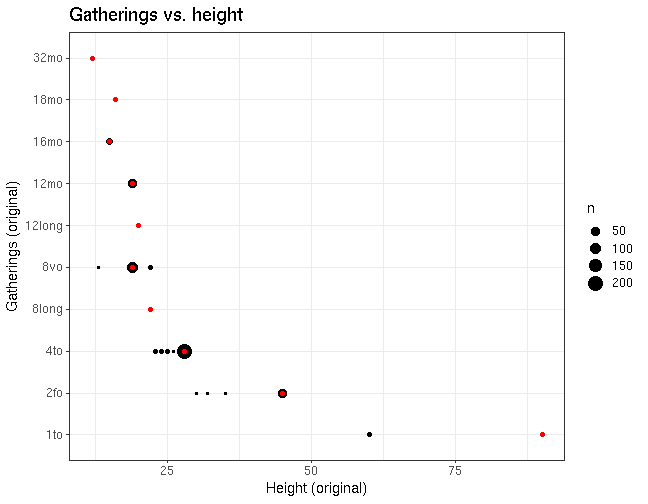 Gatherings vs. height
Gatherings (original)
32mo
18mo
16mo
12mo
12long
8vo
8long
4to
2fo
1to
25 50 75
Height (original)
n
50
100
150
200